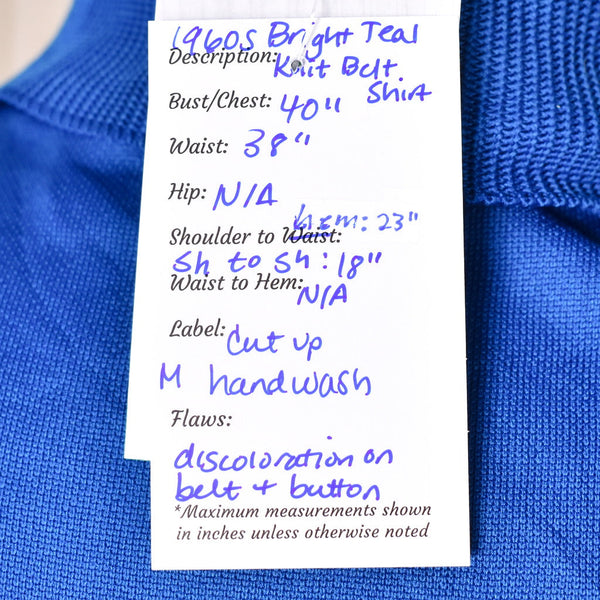 1960s Bright Teal
Description: Knit Belt
Shirt
Bust/Chest: 40"
Waist: 38"
Hip: N/A
hem: 23"
Shoulder to Waist:
Sh to Sh: 18"
Waist to Hem: N/A
Label: Cut up
M handwash
Flaws:
discoloration on
belt + button
*Maximum measurements shown
in inches unless otherwise noted